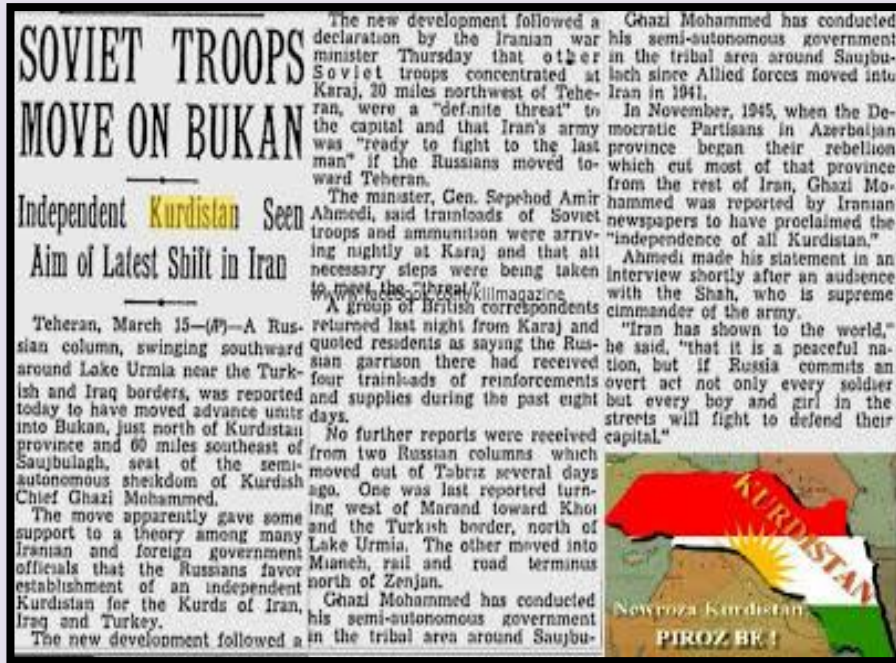 SOVIET TROOPS
MOVE ON BUKAN
Independent Kurdistan Seen
Aim of Latest Shift in Iran
Teheran, March 15—(AP)—A Rus-
sian column, swinging southward
around Lake Urmia near the Turk-
ish and Iraq borders, was reported
today to have moved advance units
into Bukan, just north of Kurdistan
province and 60 miles southeast of
Saujbulagh, seat of the semi-
autonomous sheikdom of Kurdish
Chief Ghazi Mohammed.
The move apparently gave some
support to a theory among many
Iranian and foreign government
officials that the Russians favor
establishment of an independent
Kurdistan for the Kurds of Iran,
Iraq and Turkey.
The new development followed a
The new development followed a
declaration by the Iranian war
minister Thursday that other
Soviet troops concentrated at
Karaj, 20 miles northwest of Tehe-
ran, were a "definite threat" to
the capital and that Iran's army
was "ready to fight to the last
man" if the Russians moved to-
ward Teheran.
The minister, Gen. Sepehod Amir
Ahmedi, said trainloads of Soviet
troops and ammunition were arriv-
ing nightly at Karaj and that all
necessary steps were being taken
to meet the "threat."
www.facebook.com/kiilmagazine
A group of British correspondents
returned last night from Karaj and
quoted residents as saying the Rus-
sian garrison there had received
four trainloads of reinforcements
and supplies during the past eight
days.
No further reports were received
from two Russian columns which
moved out of Tabriz several days
ago. One was last reported turn-
ing west of Marand toward Khoi
and the Turkish border, north of
Lake Urmia. The other moved into
Mianeh, rail and road terminus
north of Zenjan.
Ghazi Mohammed has conducted
his semi-autonomous government
in the tribal area around Saujbu-
Ghazi Mohammed has conducted
his semi-autonomous government
in the tribal area around Saujbu-
lach since Allied forces moved into
Iran in 1941.
In November, 1945, when the De-
mocratic Partisans in Azerbaijan
province began their rebellion
which cut most of that province
from the rest of Iran, Ghazi Mo-
hammed was reported by Iranian
newspapers to have proclaimed the
"independence of all Kurdistan."
Ahmedi made his statement in an
interview shortly after an audience
with the Shah, who is supreme
cimmander of the army.
"Iran has shown to the world,"
he said, "that it is a peaceful na-
tion, but if Russia commits an
overt act not only every soldier
but every boy and girl in the
streets will fight to defend their
capital."
KURDISTAN
Newroza Kurdistan
PIROZ BE !